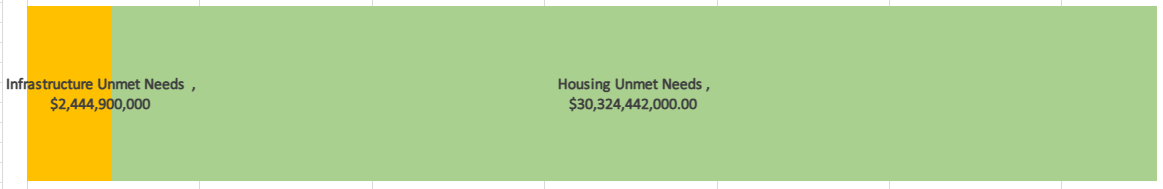 Infrastructure Unmet Needs ,
$2,444,900,000
Housing Unmet Needs ,
$30,324,442,000.00